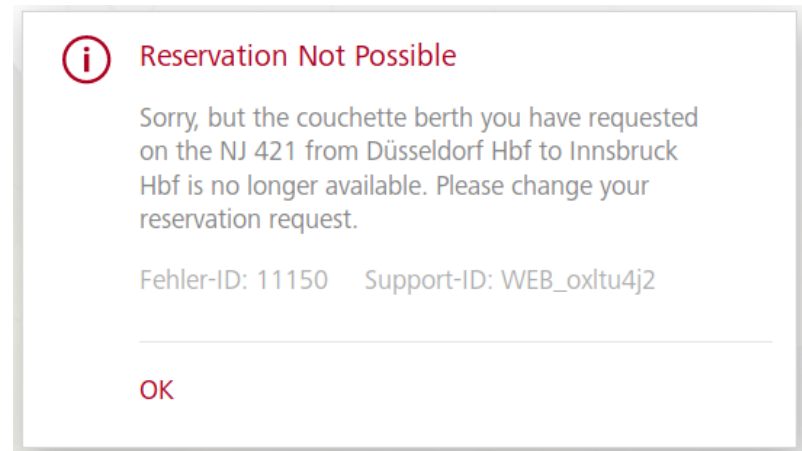 Reservation Not Possible
Sorry, but the couchette berth you have requested
on the NJ 421 from Düsseldorf Hbf to Innsbruck
Hbf is no longer available. Please change your
reservation request.
Fehler-ID: 11150 Support-ID: WEB_oxltu4j2
OK